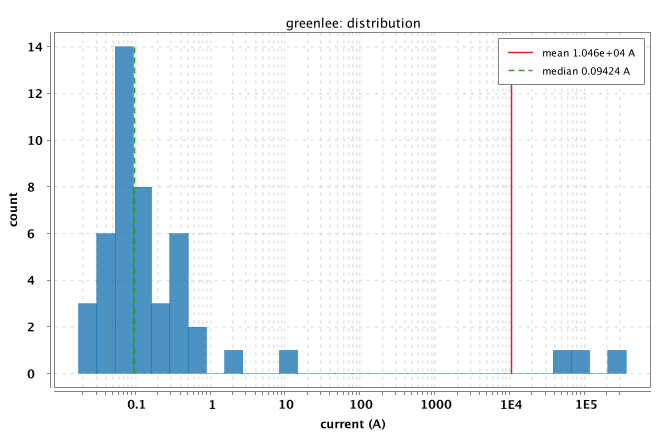 greenlee: distribution
mean 1.046e+04 A
median 0.09424 A
count
14
12
10
8
6
4
2
0
0.1 1 10 100 1000 1E4 1E5
current (A)